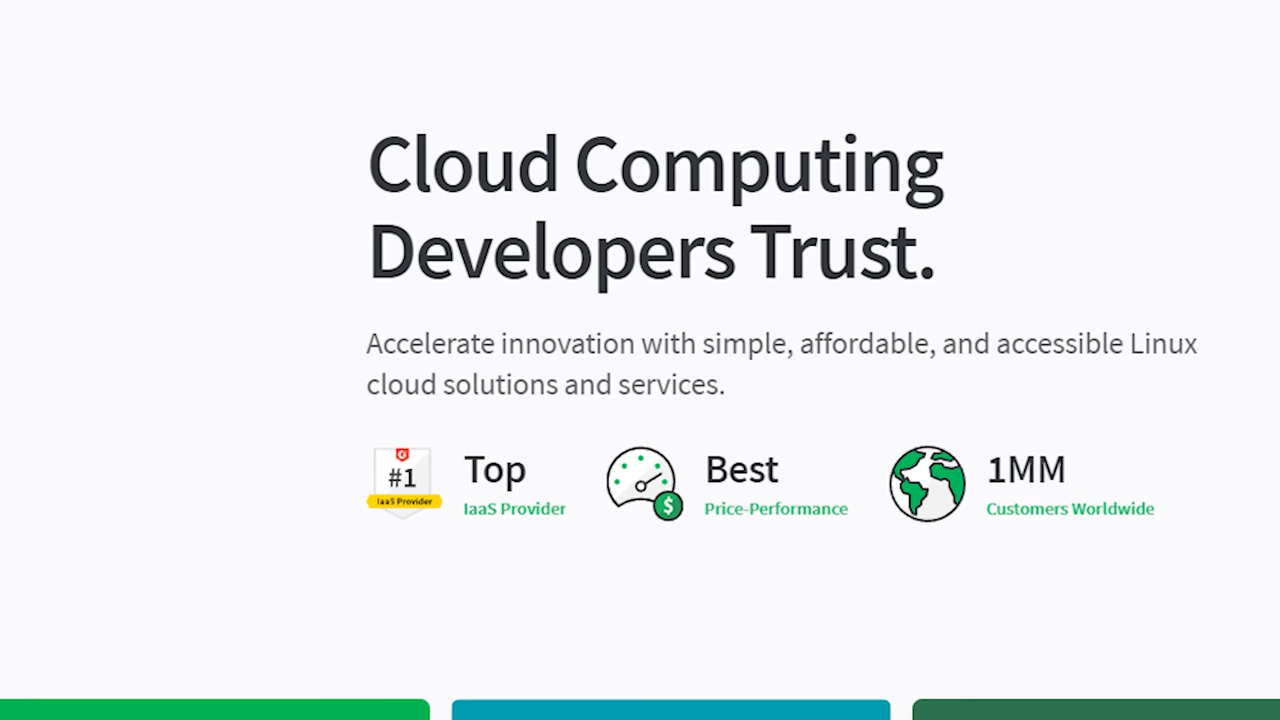 Cloud Computing
Developers Trust.
Accelerate innovation with simple, affordable, and accessible Linux
cloud solutions and services.
#1
IaaS Provider
Top
IaaS Provider
$
Best
Price-Performance
1MM
Customers Worldwide